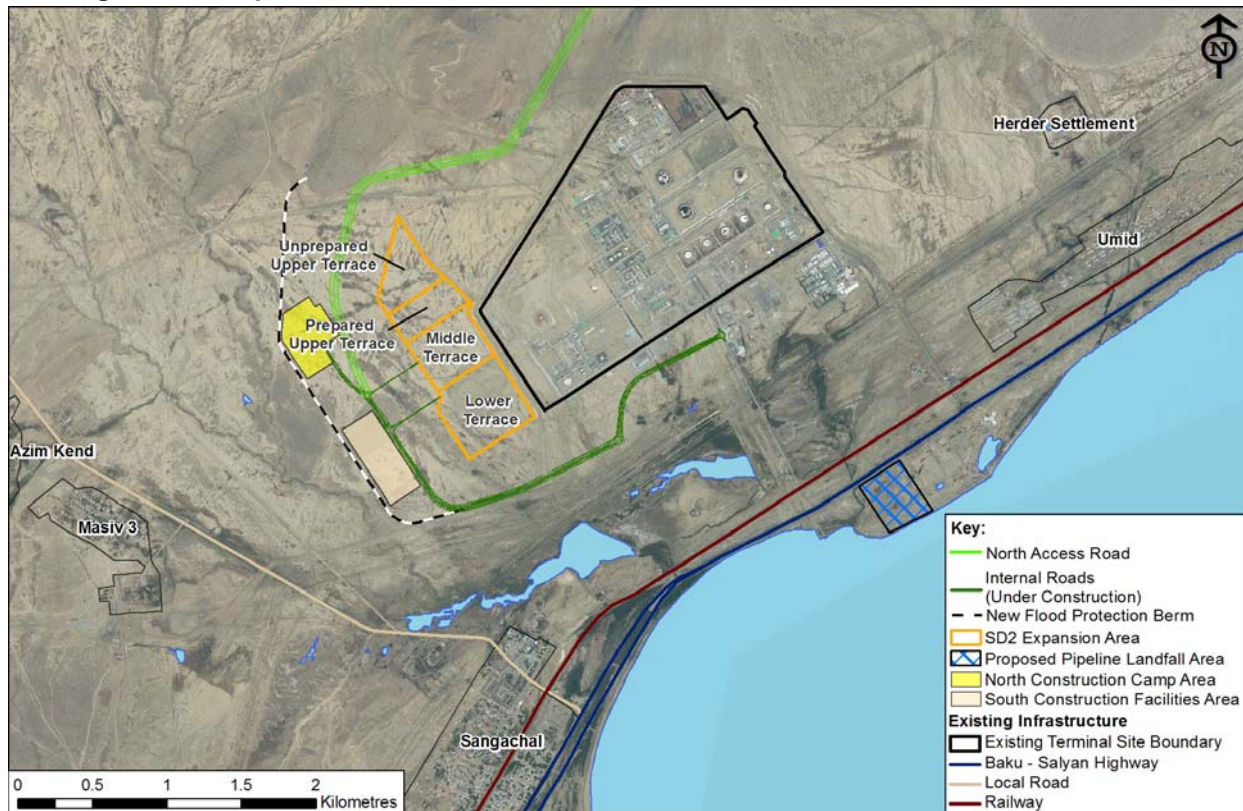 N
Herder Settlement
Umid
Unprepared
Upper Terrace
Prepared
Upper Terrace
Middle
Terrace
Lower
Terrace
Azim Kend
Masiv 3
Sangachal
Key:
North Access Road
Internal Roads
(Under Construction)
New Flood Protection Berm
SD2 Expansion Area
Proposed Pipeline Landfall Area
North Construction Camp Area
South Construction Facilities Area
Existing Infrastructure
Existing Terminal Site Boundary
Baku - Salyan Highway
Local Road
Railway
0 0.5 1 1.5 2
Kilometres